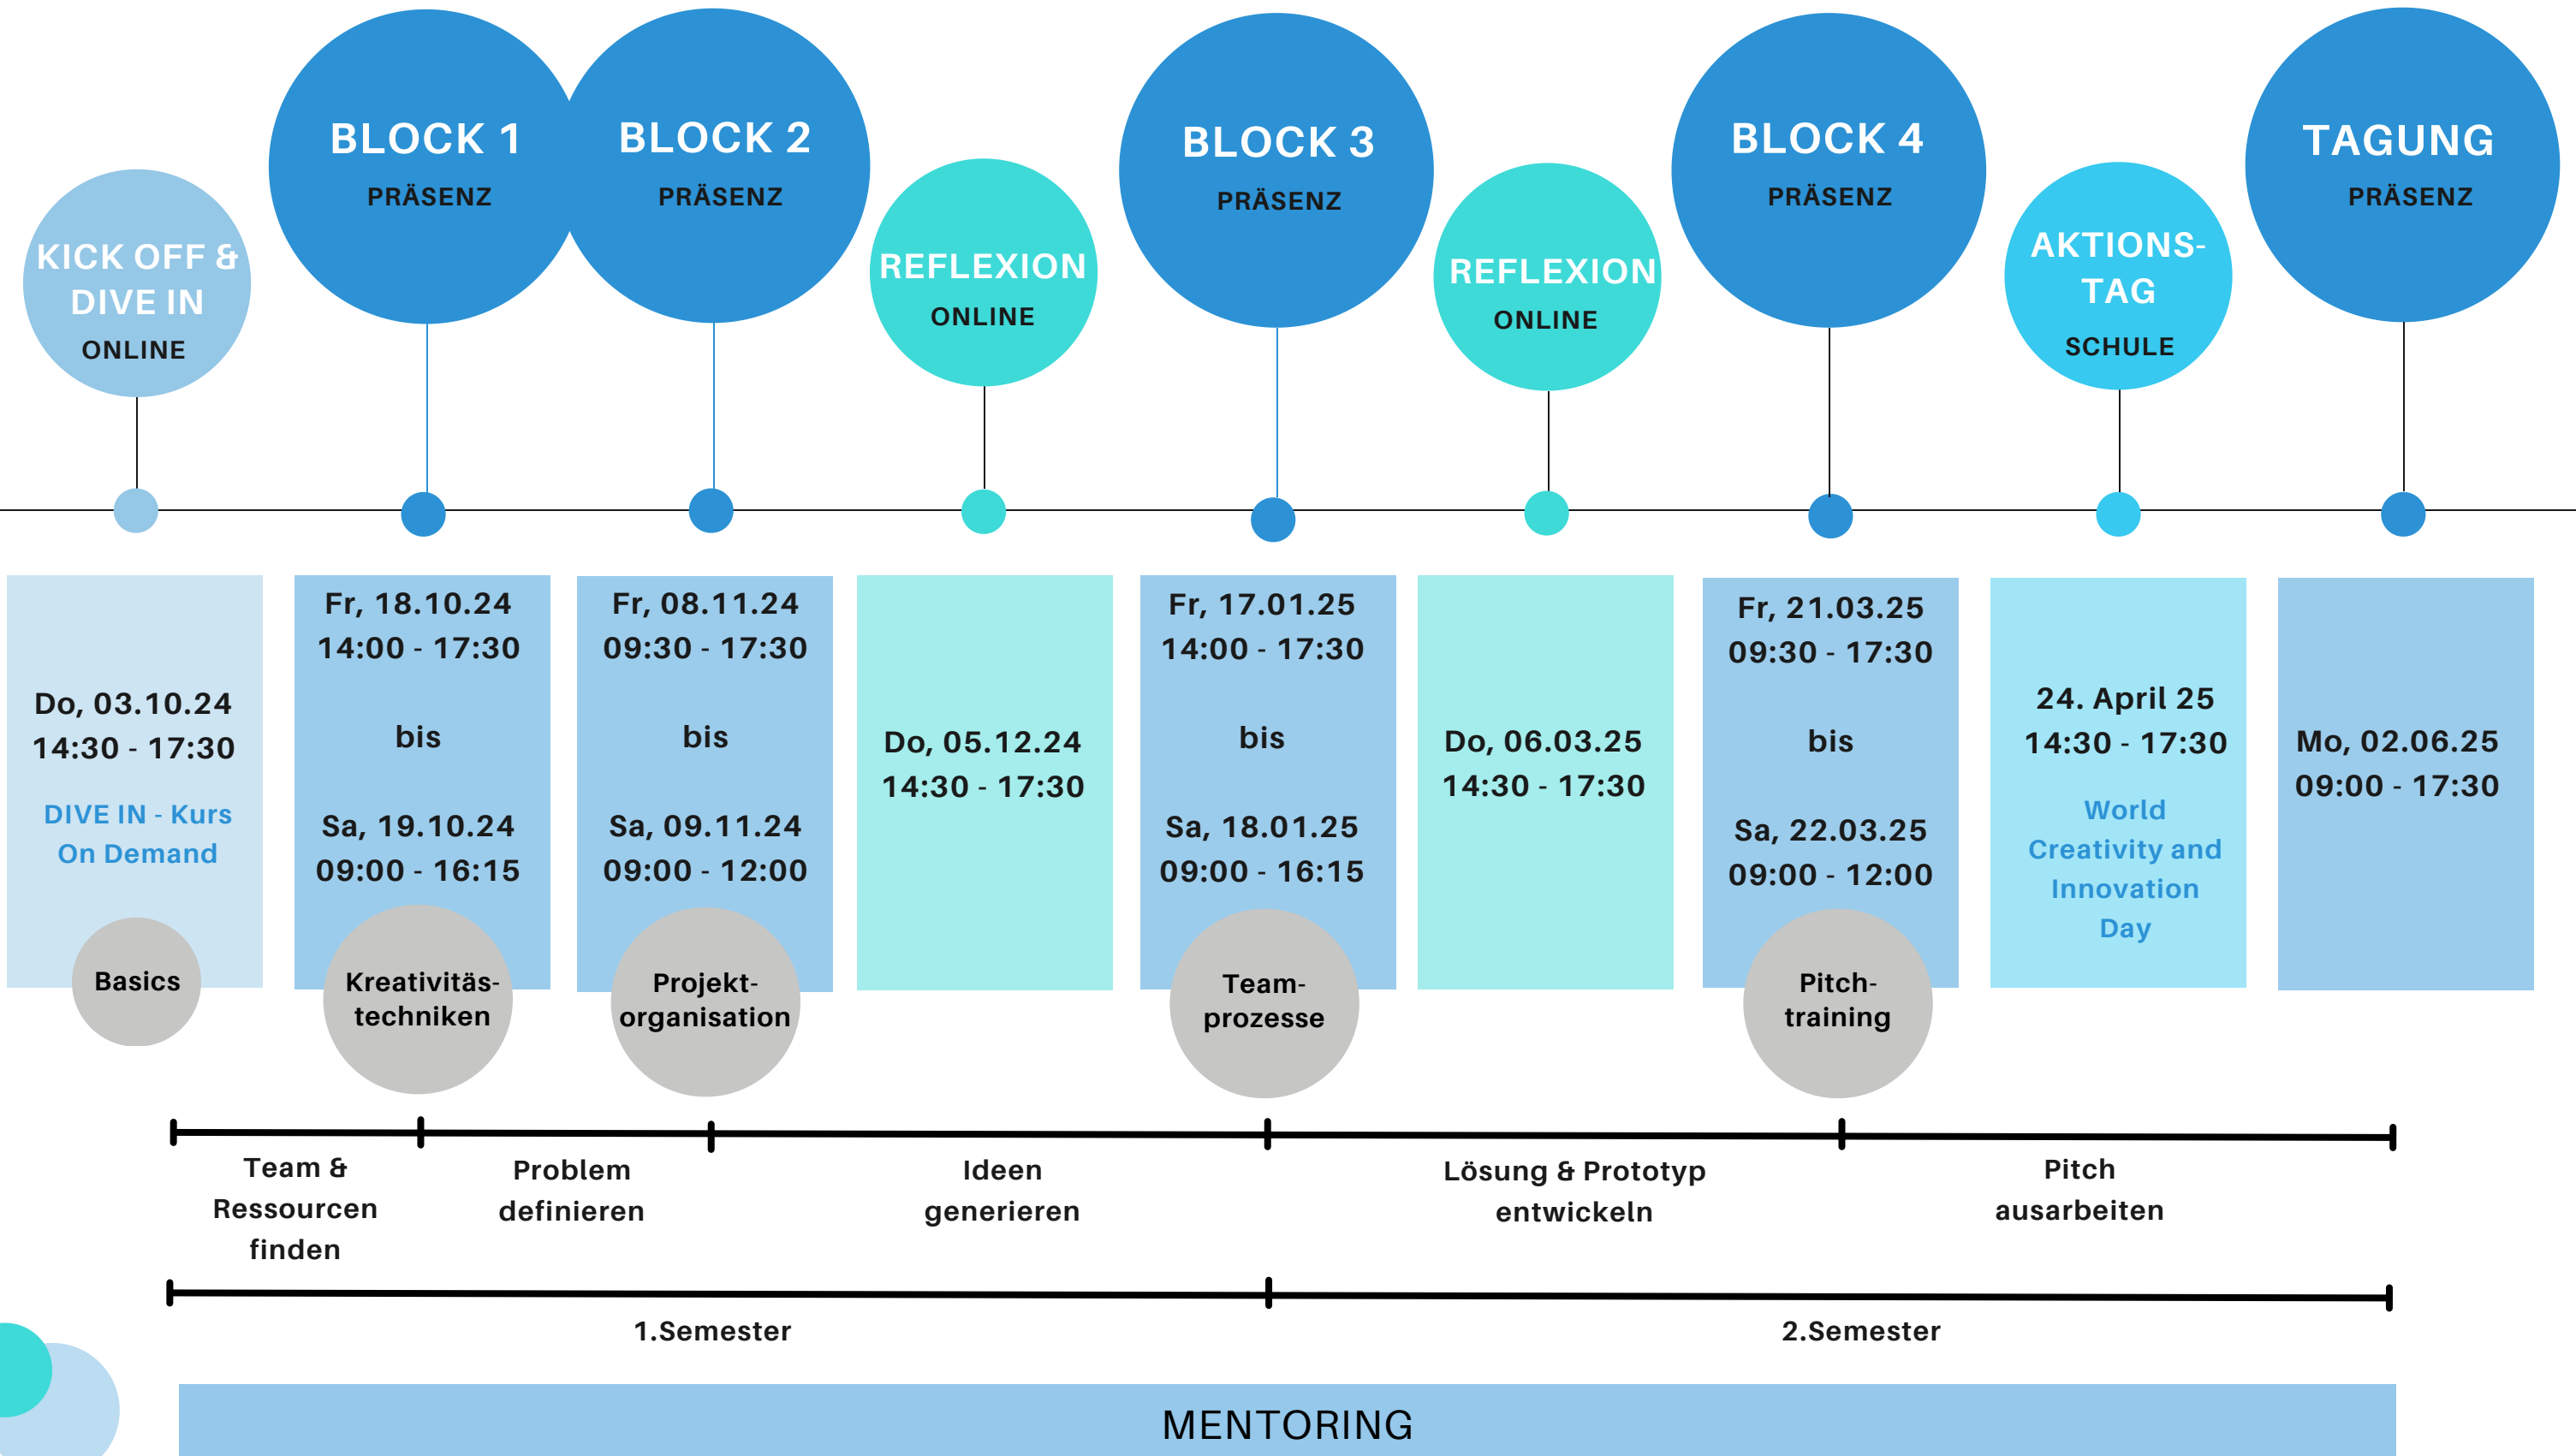 KICK OFF &
DIVE IN
ONLINE
BLOCK 1
PRÄSENZ
BLOCK 2
PRÄSENZ
REFLEXION
ONLINE
BLOCK 3
PRÄSENZ
REFLEXION
ONLINE
BLOCK 4
PRÄSENZ
AKTIONS-
TAG
SCHULE
TAGUNG
PRÄSENZ
Do, 03.10.24
14:30 - 17:30
DIVE IN - Kurs
On Demand
Basics
Fr, 18.10.24
14:00 - 17:30
bis
Sa, 19.10.24
09:00 - 16:15
Kreativitäs-
techniken
Fr, 08.11.24
09:30 - 17:30
bis
Sa, 09.11.24
09:00 - 12:00
Projekt-
organisation
Do, 05.12.24
14:30 - 17:30
Fr, 17.01.25
14:00 - 17:30
bis
Sa, 18.01.25
09:00 - 16:15
Team-
prozesse
Do, 06.03.25
14:30 - 17:30
Fr, 21.03.25
09:30 - 17:30
bis
Sa, 22.03.25
09:00 - 12:00
Pitch-
training
24. April 25
14:30 - 17:30
World
Creativity and
Innovation
Day
Mo, 02.06.25
09:00 - 17:30
Team &
Ressourcen
finden
Problem
definieren
Ideen
generieren
Lösung & Prototyp
entwickeln
Pitch
ausarbeiten
1.Semester
2.Semester
MENTORING